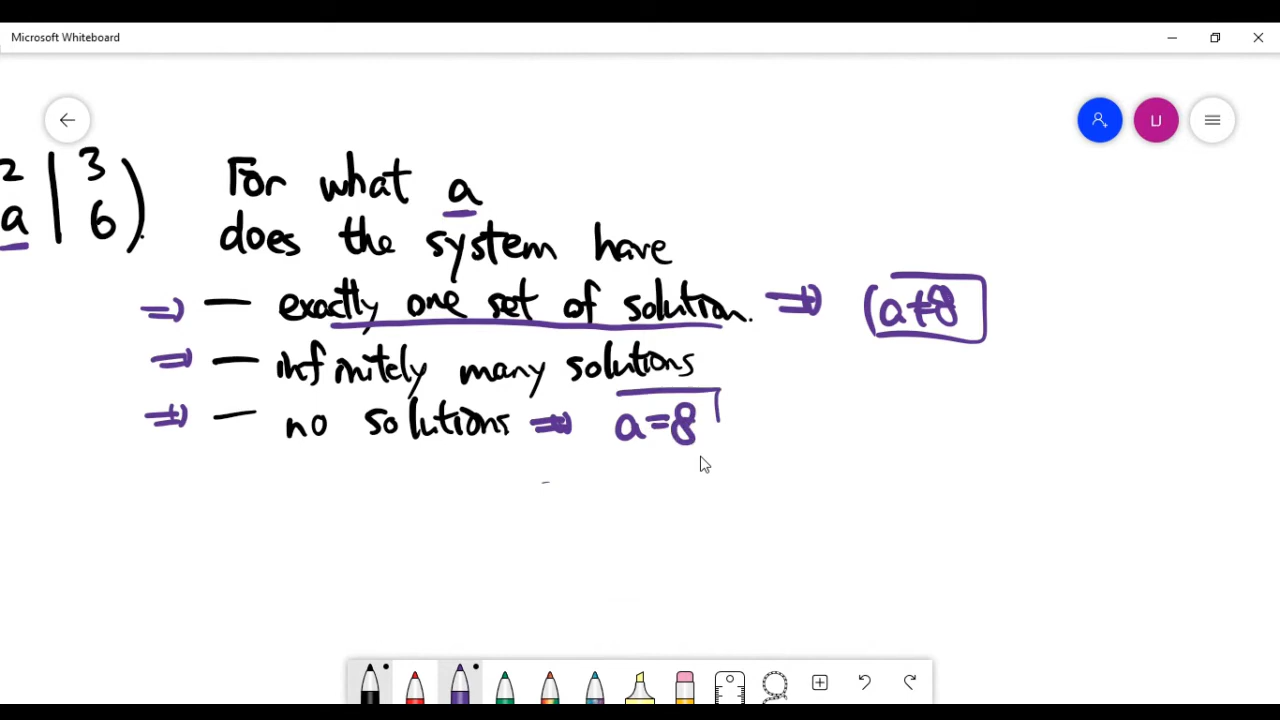 Microsoft Whiteboard
IJ
2 | 3
a | 6 )
For what a
does the system have
⇒ — exactly one set of solution. ⇒ (a≠8
⇒ — infinitely many solutions
⇒ — no solutions ⇒ a=8